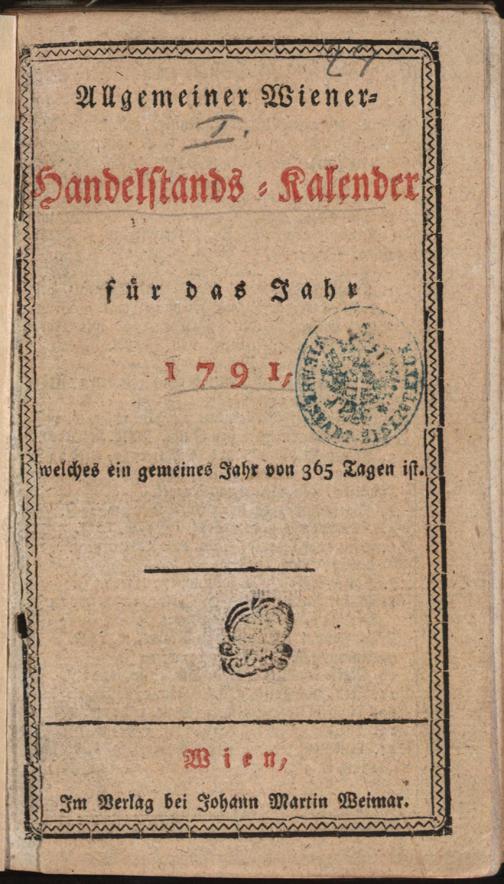 Allgemeiner Wiener-
I.
Handelstands-Kalender
für das Jahr
1791,
welches ein gemeines Jahr von 365 Tagen ist.
Wien,
Im Verlag bei Johann Martin Weimar.